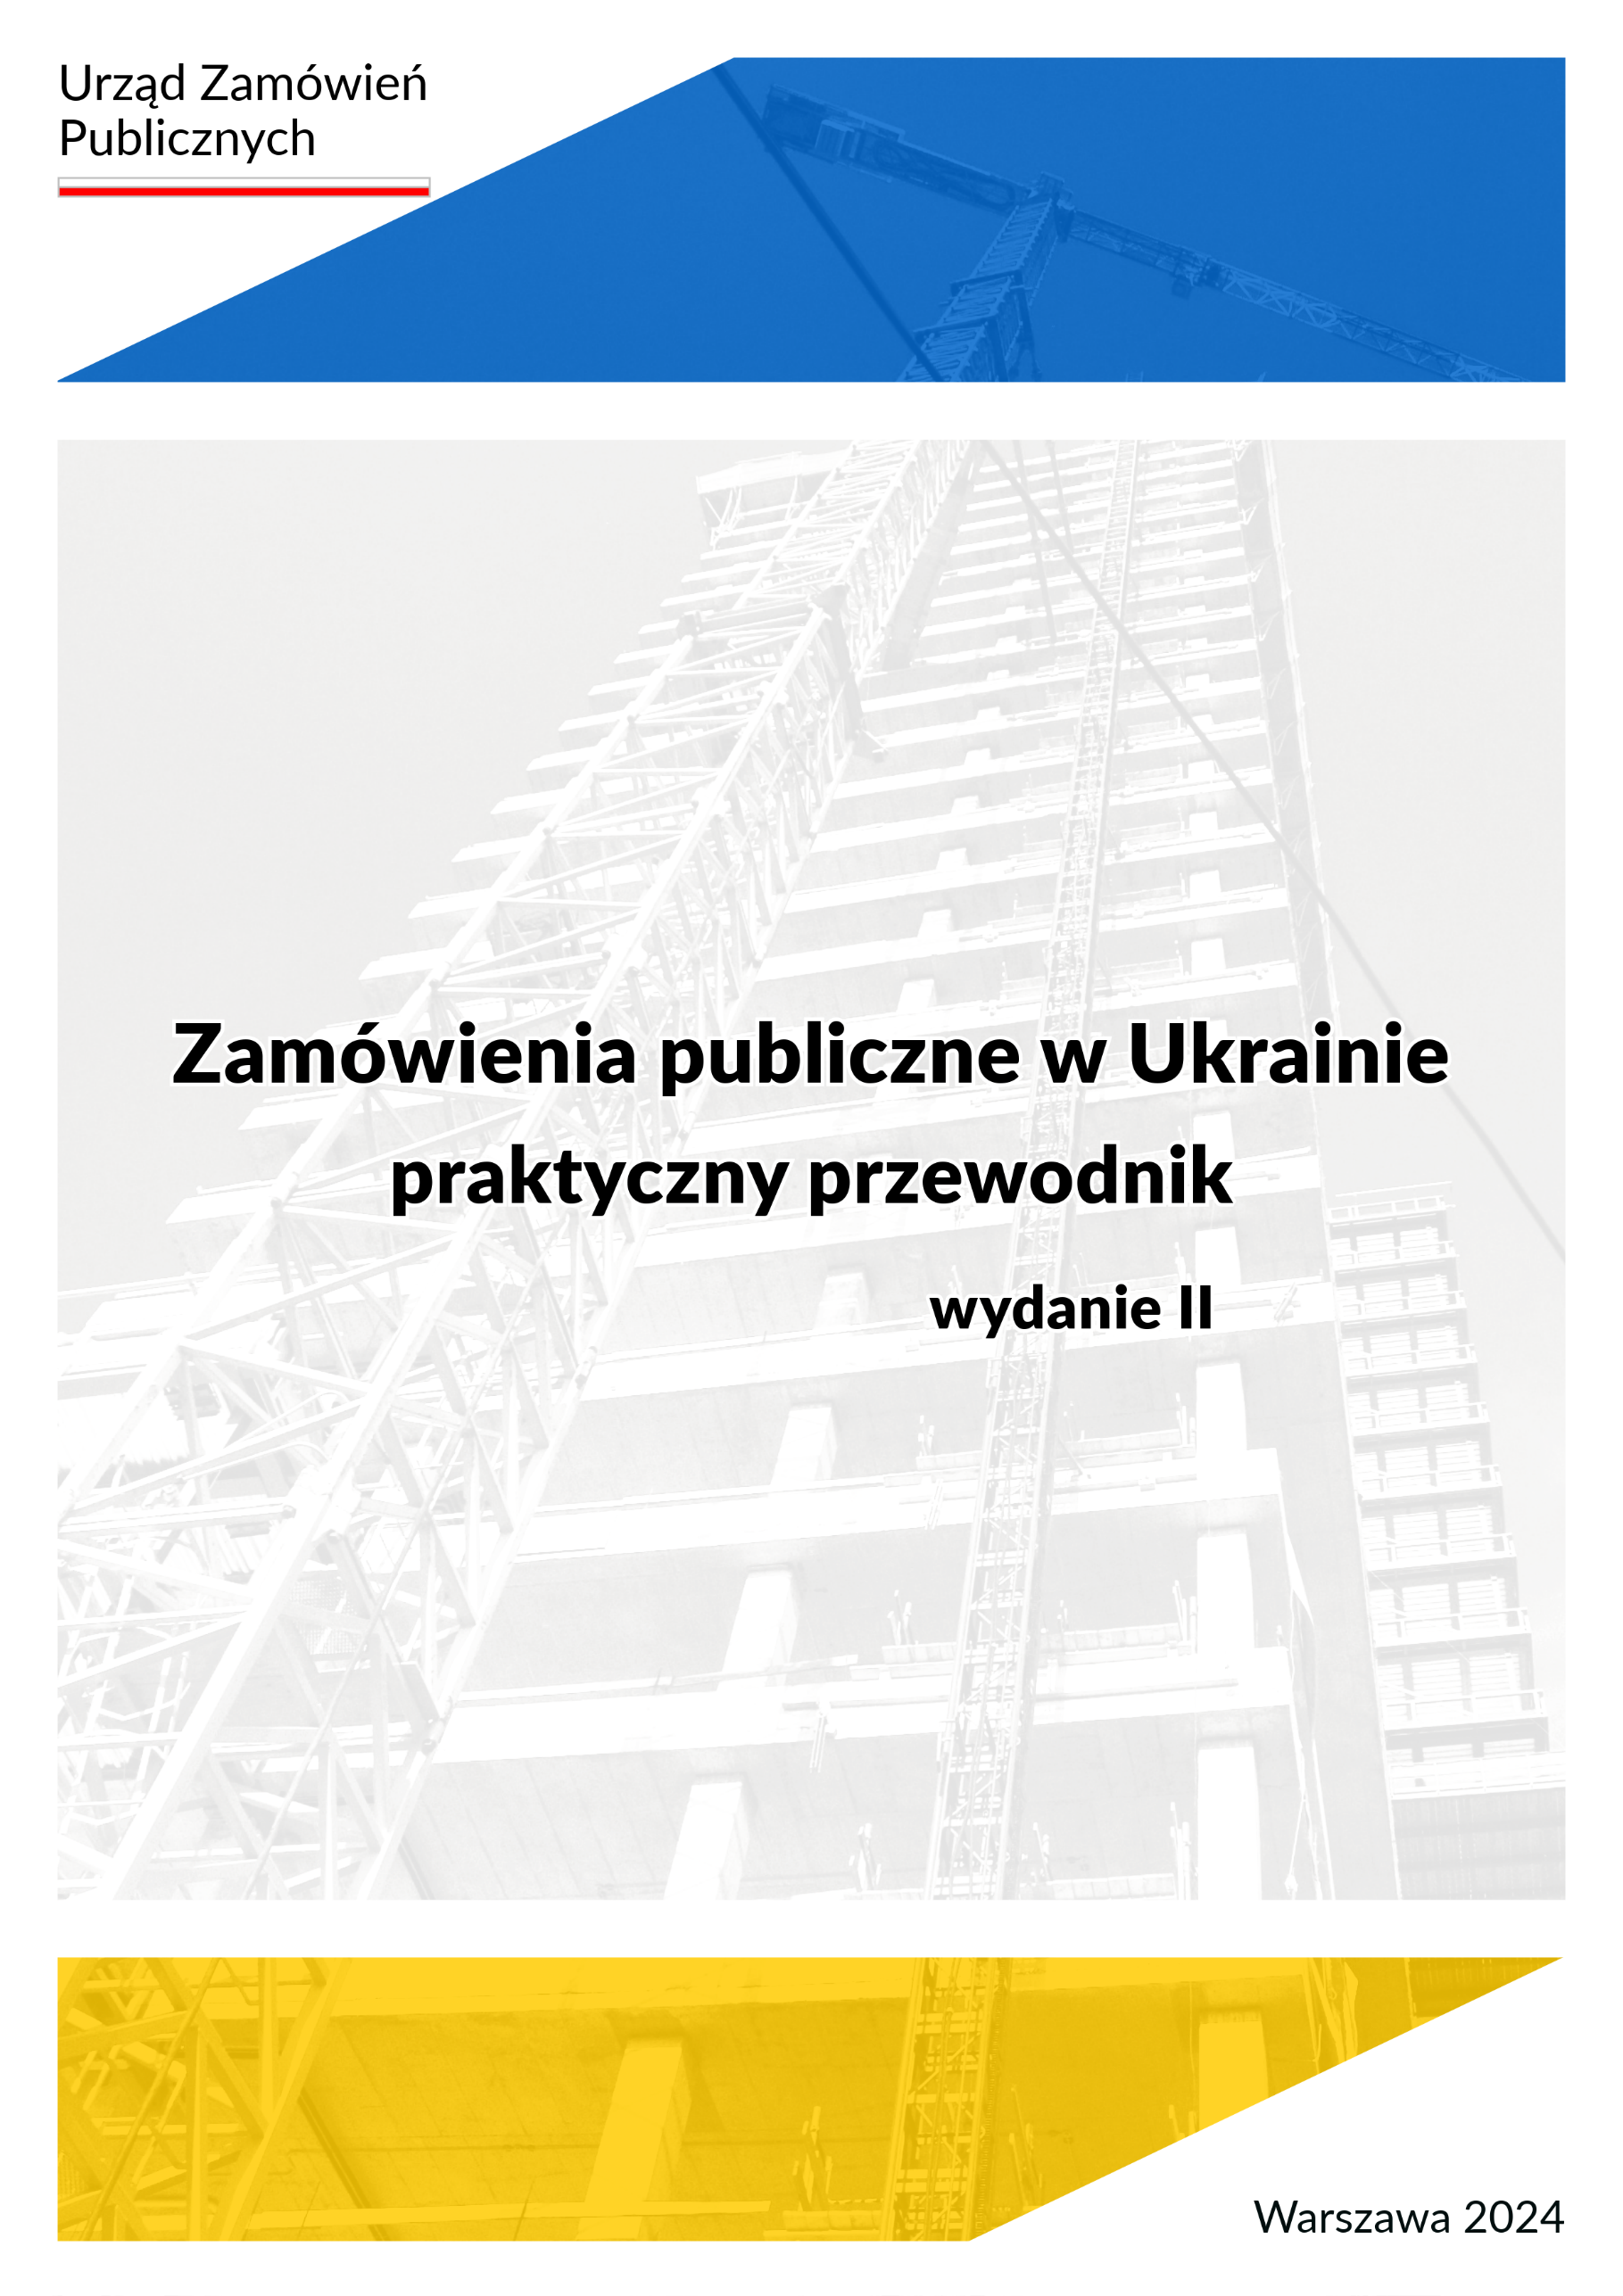 Urząd Zamówień
Publicznych
Zamówienia publiczne w Ukrainie
praktyczny przewodnik
wydanie II
Warszawa 2024